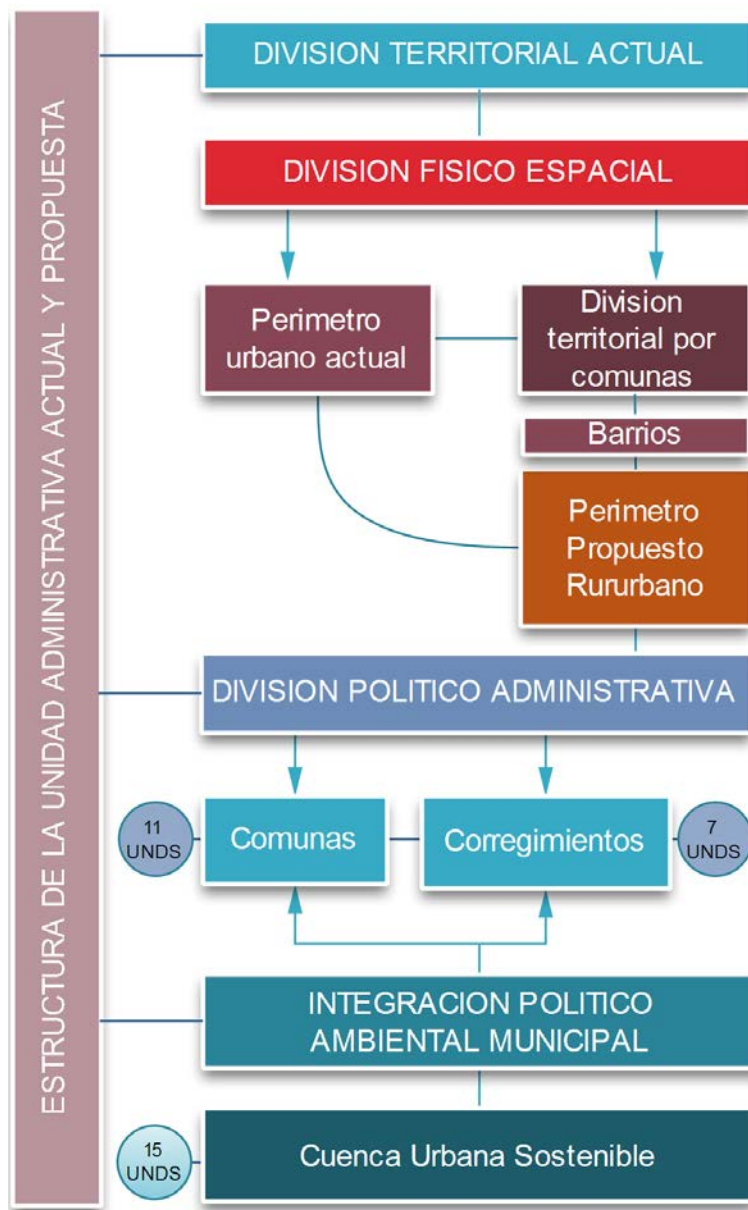 ESTRUCTURA DE LA UNIDAD ADMINISTRATIVA ACTUAL Y PROPUESTA
DIVISION TERRITORIAL ACTUAL
DIVISION FISICO ESPACIAL
Perimetro
urbano actual
Division
territorial por
comunas
Barrios
Perimetro
Propuesto
Rururbano
DIVISION POLITICO ADMINISTRATIVA
11
UNDS
Comunas
Corregimientos
7
UNDS
INTEGRACION POLITICO
AMBIENTAL MUNICIPAL
15
UNDS
Cuenca Urbana Sostenible